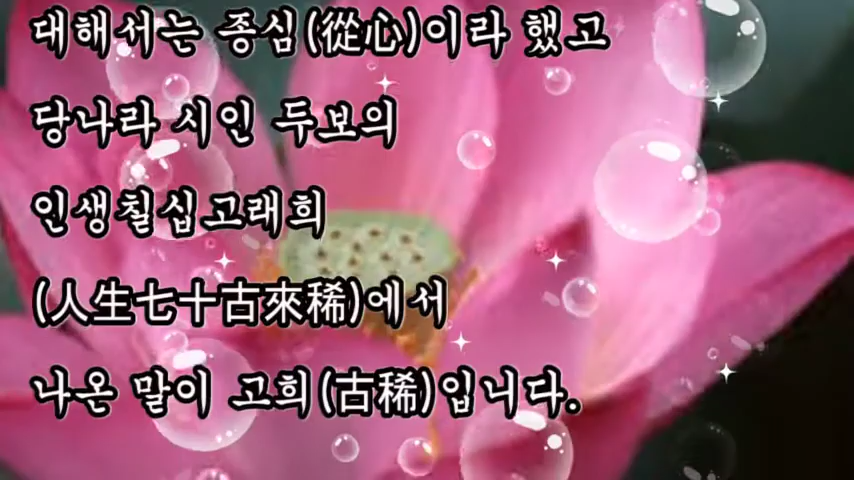 대해서는 종심(從心)이라 했고
당나라 시인 두보의
인생칠십고래희
(人生七十古來稀)에서
나온 말이 고희(古稀)입니다.